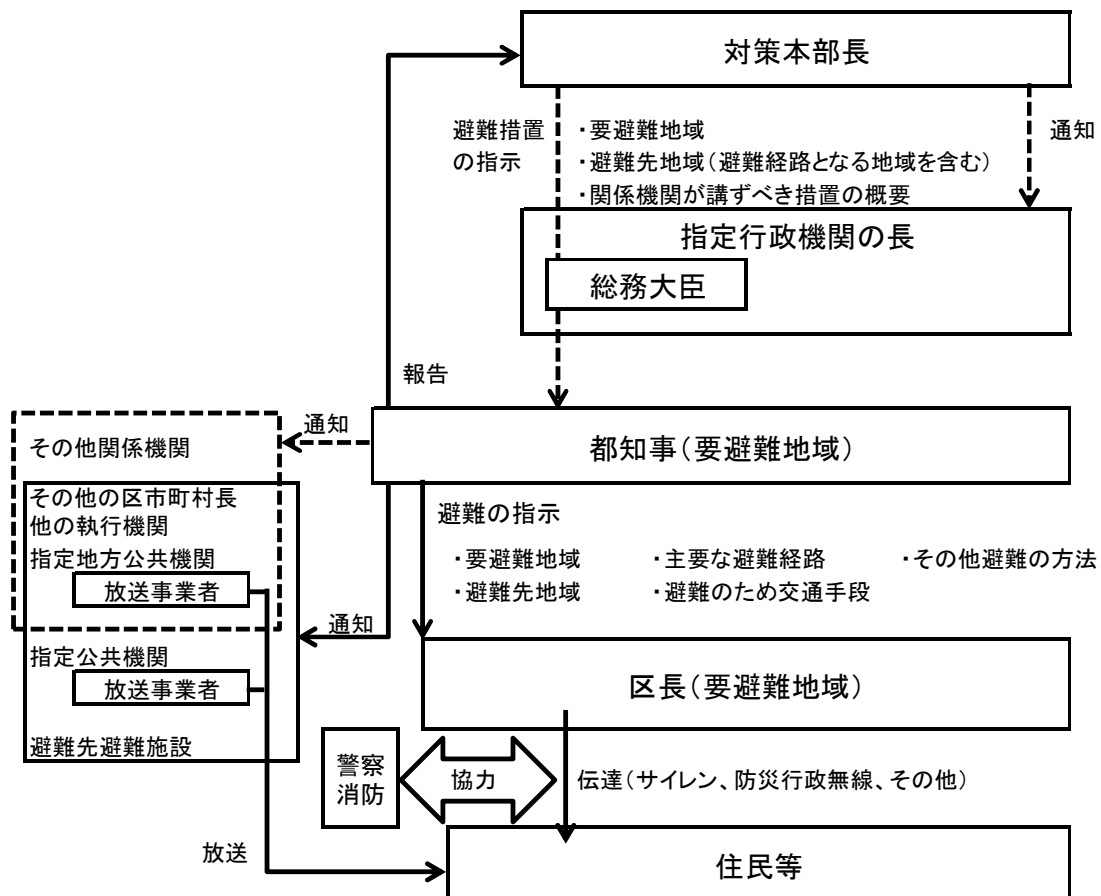 対策本部長
避難措置
の指示
・要避難地域
・避難先地域(避難経路となる地域を含む)
・関係機関が講ずべき措置の概要
通知
指定行政機関の長
総務大臣
報告
通知
その他関係機関
都知事(要避難地域)
その他の区市町村長
他の執行機関
指定地方公共機関
放送事業者
避難の指示
・要避難地域
・主要な避難経路
・その他避難の方法
・避難先地域
・避難のため交通手段
通知
指定公共機関
放送事業者
避難先避難施設
区長(要避難地域)
警察
消防
協力
伝達(サイレン、防災行政無線、その他)
放送
住民等